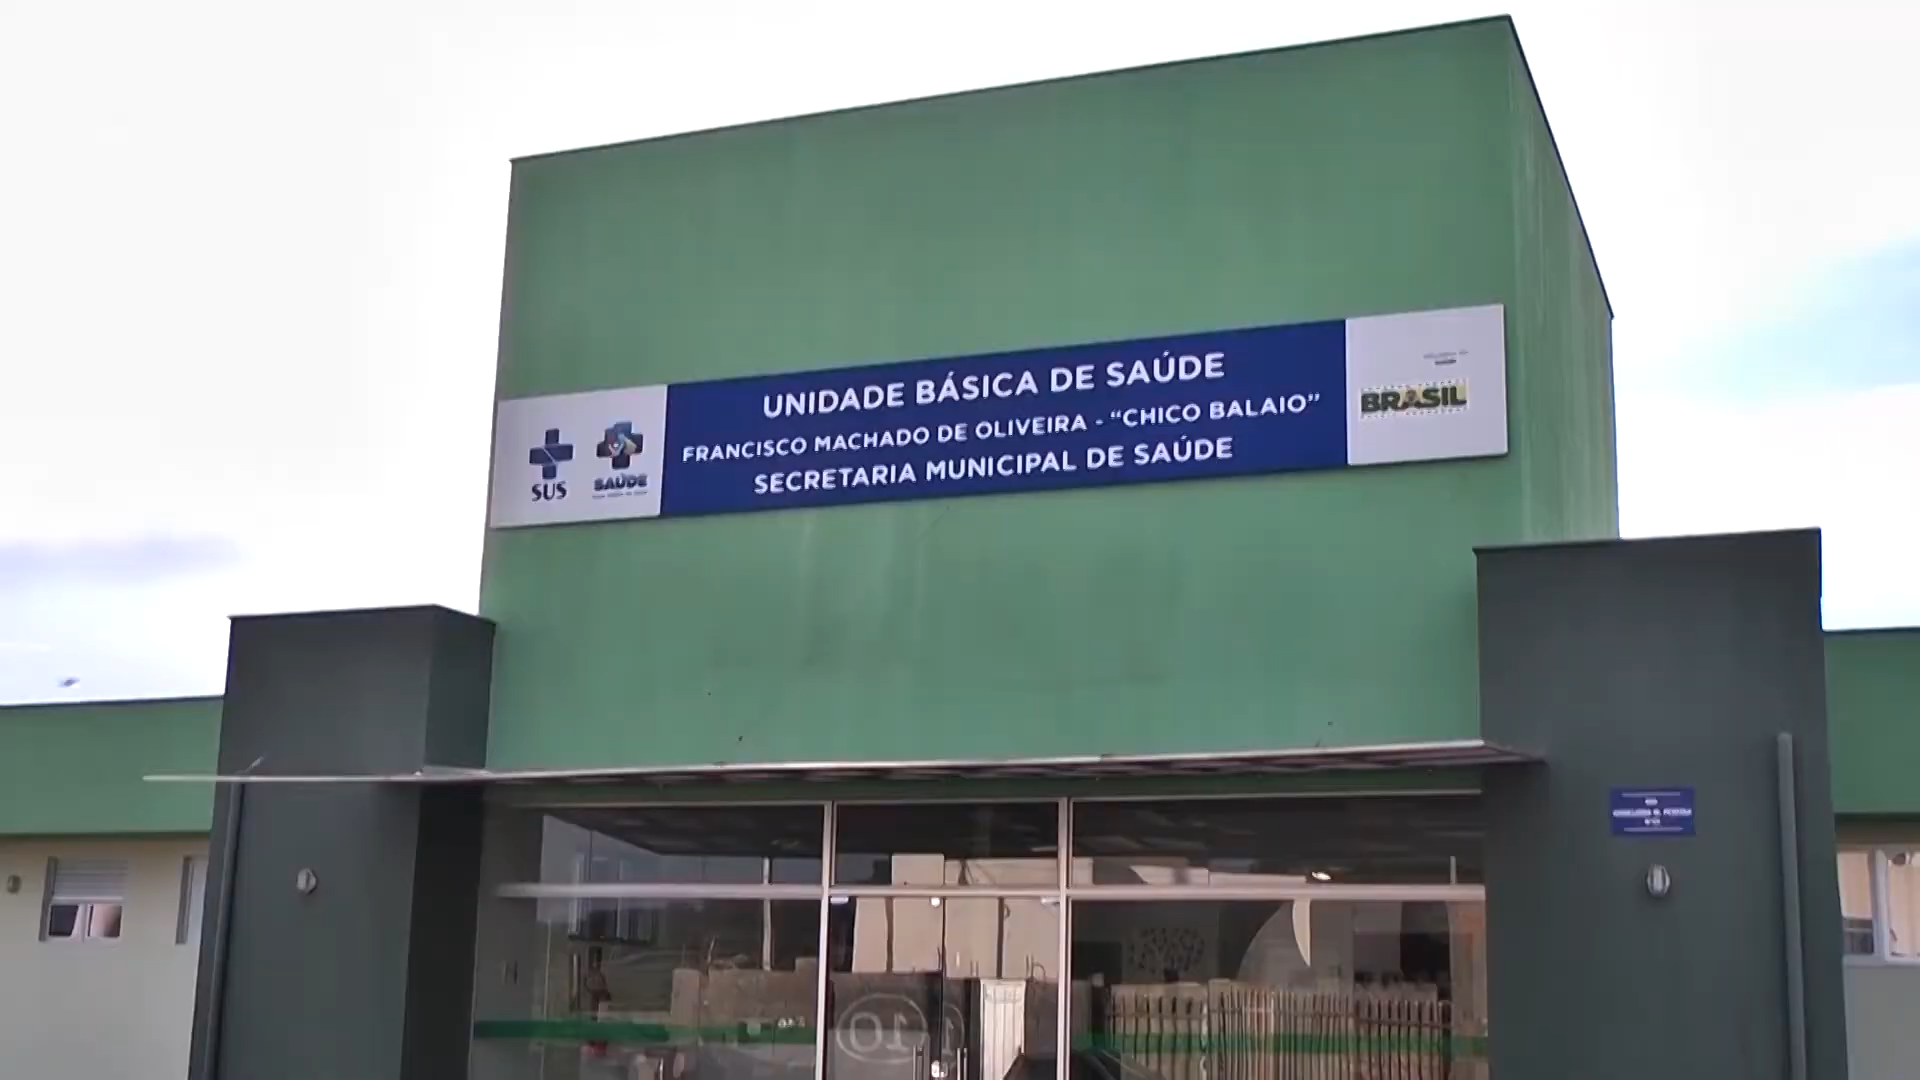 UNIDADE BÁSICA DE SAÚDE
FRANCISCO MACHADO DE OLIVEIRA - “CHICO BALAIO”
SECRETARIA MUNICIPAL DE SAÚDE
SUS
SAÚDE
BRASIL